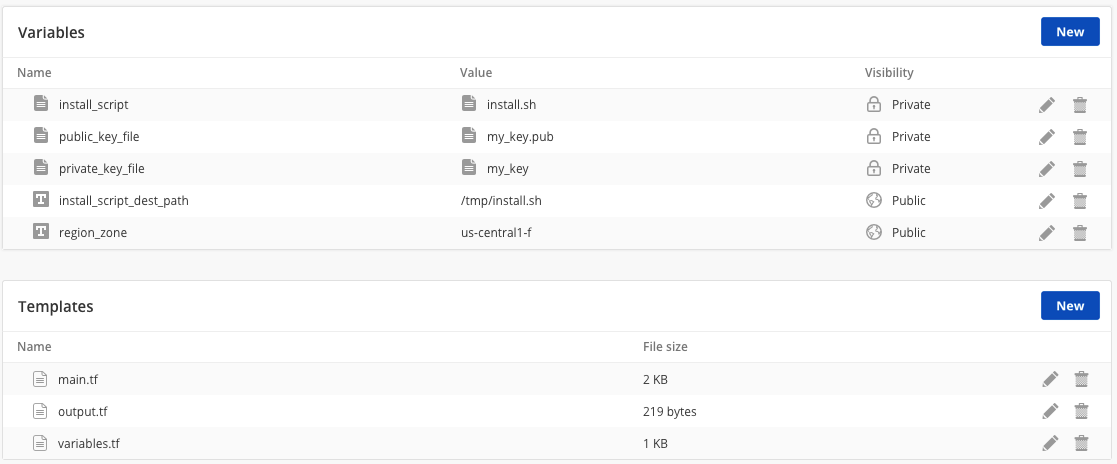 Variables New
Name Value Visibility
install_script install.sh Private
public_key_file my_key.pub Private
private_key_file my_key Private
T install_script_dest_path /tmp/install.sh Public
T region_zone us-central1-f Public
Templates New
Name File size
main.tf 2 KB
output.tf 219 bytes
variables.tf 1 KB